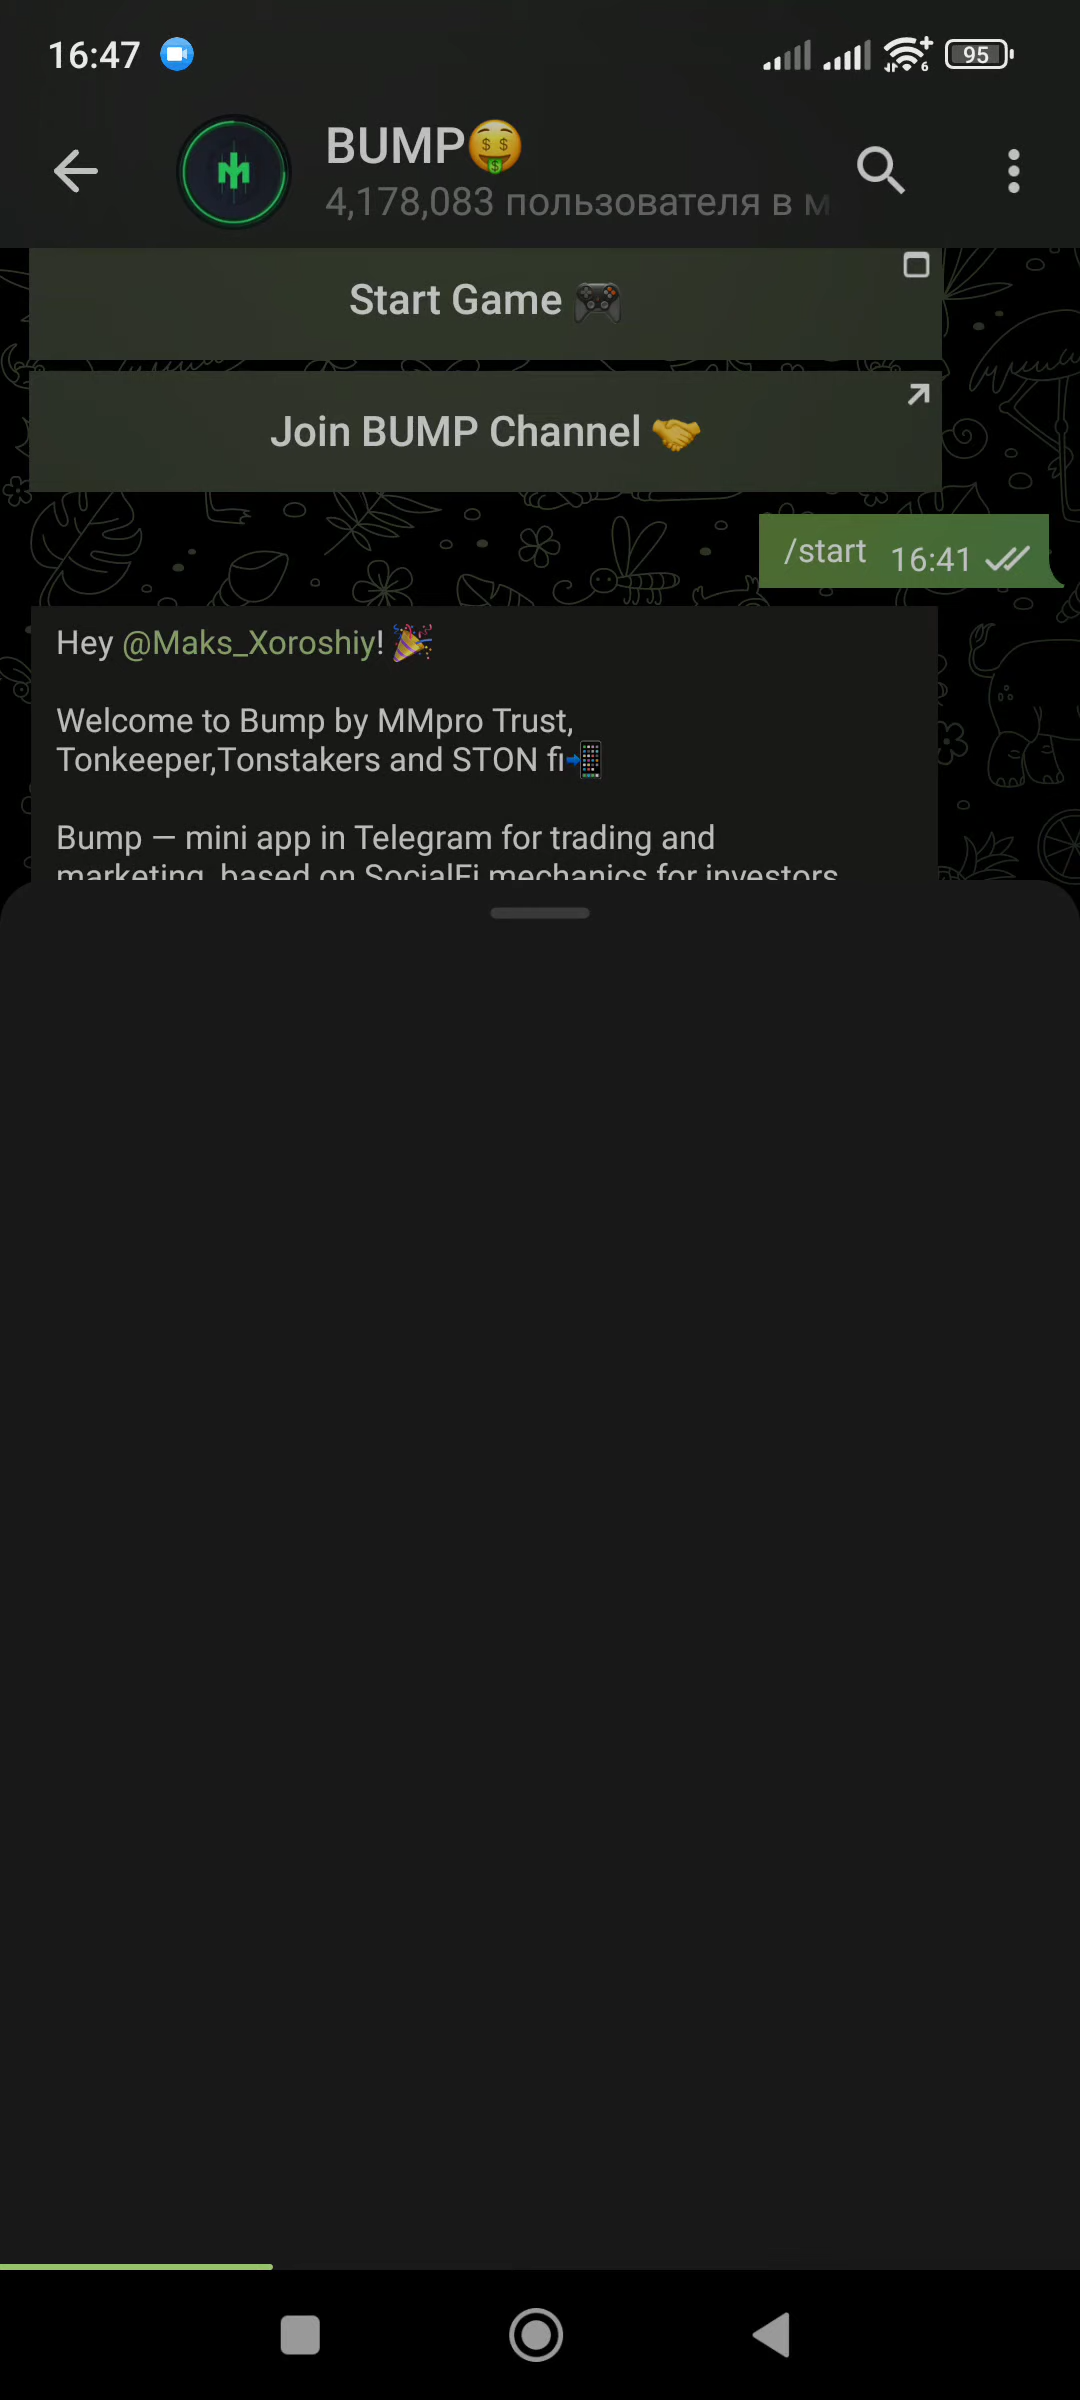 16:47
6
95
BUMP
4,178,083 пользователя в м
Start Game
Join BUMP Channel
/start 16:41
Hey @Maks_Xoroshiy!
Welcome to Bump by MMpro Trust,
Tonkeeper,Tonstakers and STON fi
Bump — mini app in Telegram for trading and
marketing, based on SocialFi mechanics for investors